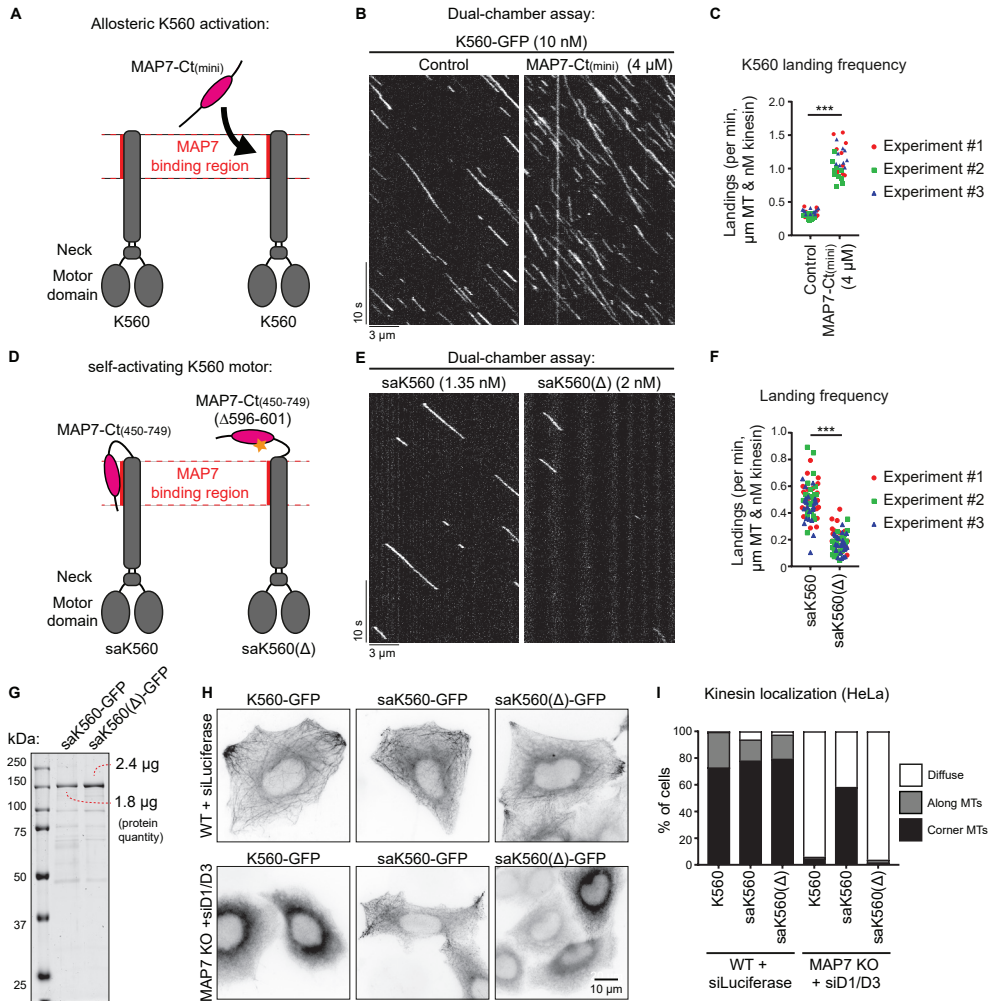 A
Allosteric K560 activation:
MAP7-Ct(mini)
MAP7
binding region
Neck
Motor
domain
K560
K560
B
Dual-chamber assay:
K560-GFP (10 nM)
Control
MAP7-Ct(mini) (4 µM)
10 s
3 µm
C
K560 landing frequency
Landings (per min,
µm MT & nM kinesin)
2.0
1.5
1.0
0.5
0
***
Control
MAP7-Ct(mini)
(4 µM)
Experiment #1
Experiment #2
Experiment #3
D
self-activating K560 motor:
MAP7-Ct(450-749)
MAP7-Ct(450-749)
(Δ596-601)
MAP7
binding region
Neck
Motor
domain
saK560
saK560(Δ)
E
Dual-chamber assay:
saK560 (1.35 nM)
saK560(Δ) (2 nM)
10 s
3 µm
F
Landing frequency
Landings (per min,
µm MT & nM kinesin)
1.0
0.8
0.6
0.4
0.2
0
***
saK560
saK560(Δ)
Experiment #1
Experiment #2
Experiment #3
G
saK560-GFP
saK560(Δ)-GFP
kDa:
250
150
100
75
50
37
25
2.4 µg
1.8 µg
(protein
quantity)
H
K560-GFP
saK560-GFP
saK560(Δ)-GFP
WT + siLuciferase
K560-GFP
saK560-GFP
saK560(Δ)-GFP
MAP7 KO +siD1/D3
10 µm
I
Kinesin localization (HeLa)
% of cells
100
80
60
40
20
0
Diffuse
Along MTs
Corner MTs
K560
saK560
saK560(Δ)
K560
saK560
saK560(Δ)
WT +
siLuciferase
MAP7 KO
+ siD1/D3